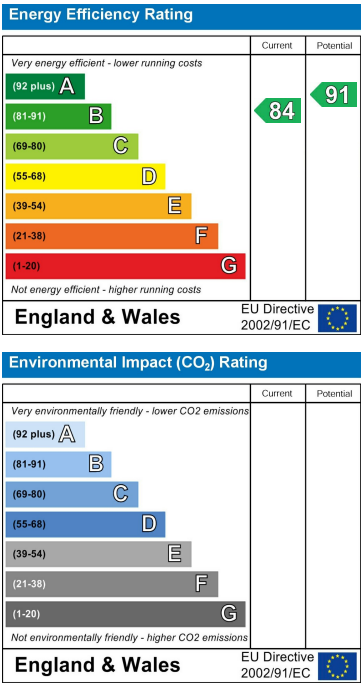 Energy Efficiency Rating
Current Potential
Very energy efficient - lower running costs
(92 plus) A
(81-91) B
(69-80) C
(55-68) D
(39-54) E
(21-38) F
(1-20) G
84
91
Not energy efficient - higher running costs
England & Wales
EU Directive
2002/91/EC
Environmental Impact (CO₂) Rating
Current Potential
Very environmentally friendly - lower CO2 emissions
(92 plus) A
(81-91) B
(69-80) C
(55-68) D
(39-54) E
(21-38) F
(1-20) G
Not environmentally friendly - higher CO2 emissions
England & Wales
EU Directive
2002/91/EC